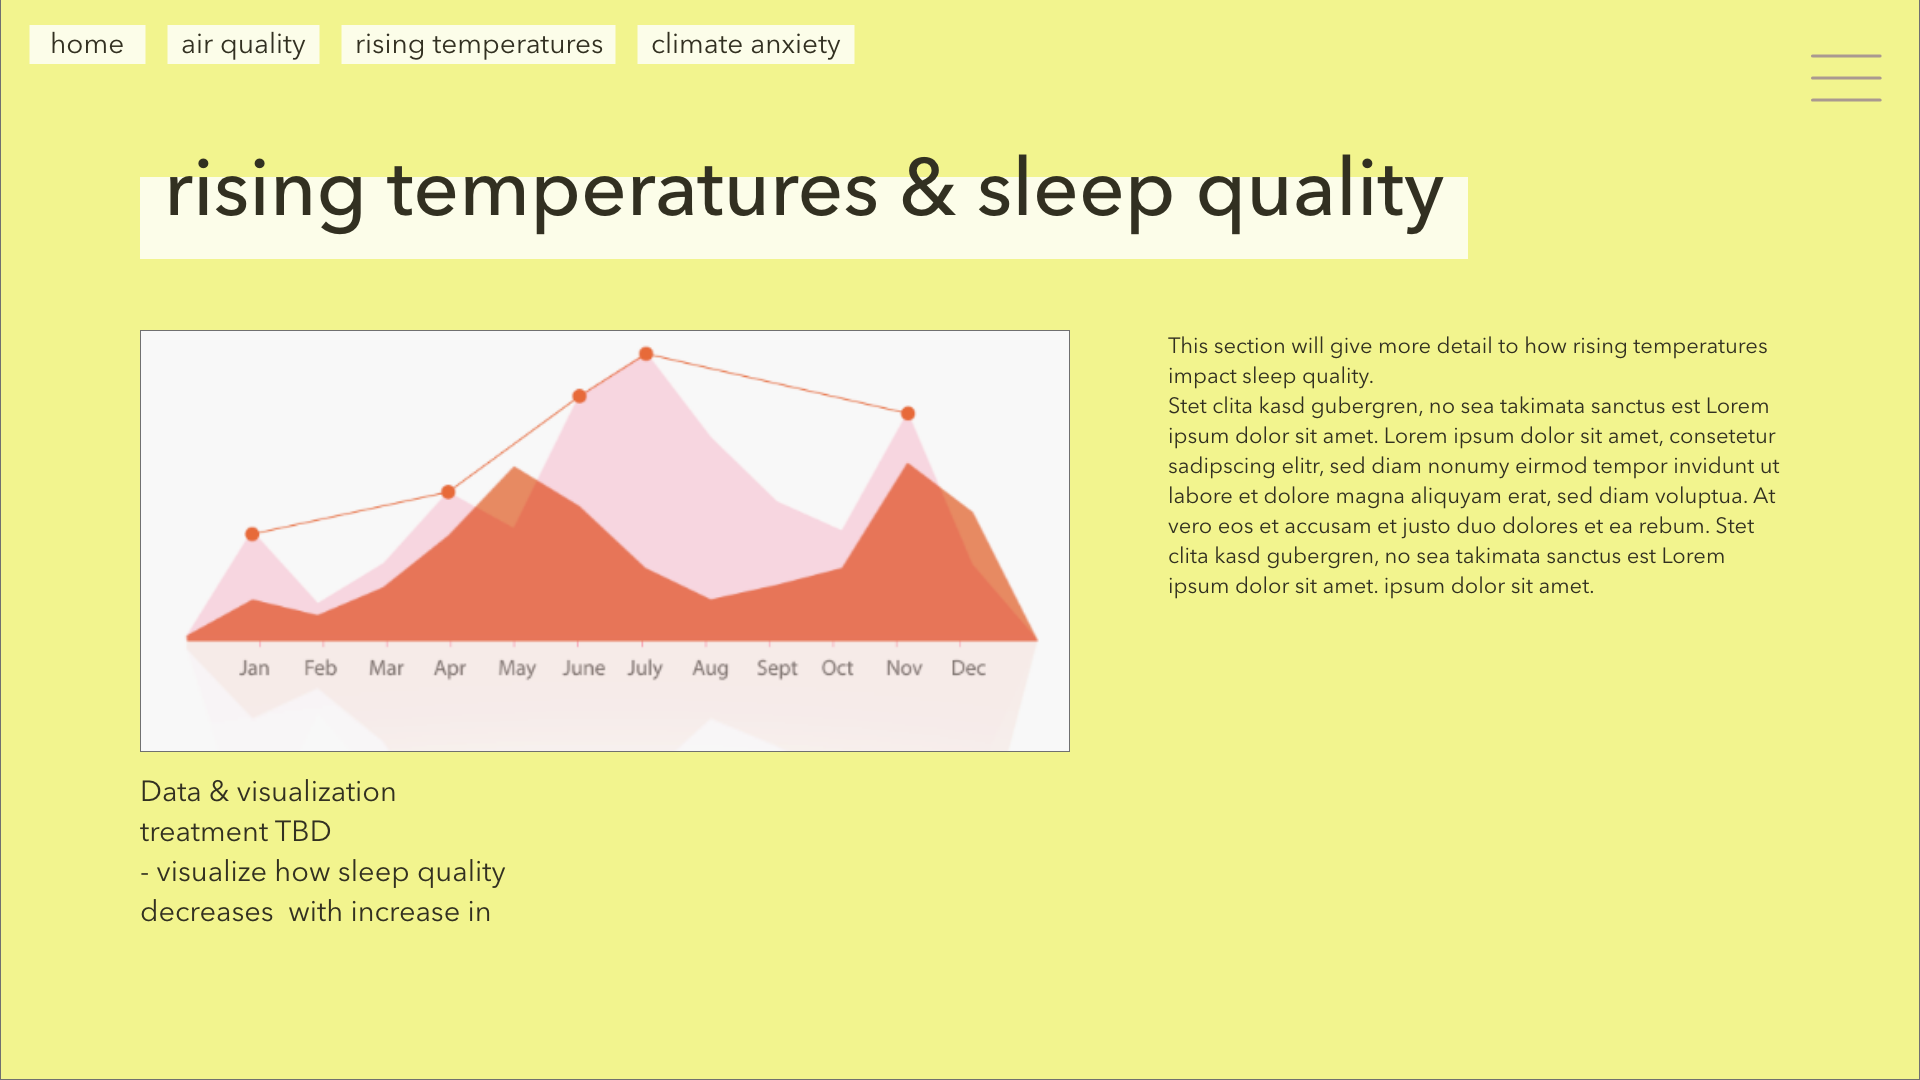 home
air quality
rising temperatures
climate anxiety
rising temperatures & sleep quality
Jan Feb Mar Apr May June July Aug Sept Oct Nov Dec
This section will give more detail to how rising temperatures
impact sleep quality.
Stet clita kasd gubergren, no sea takimata sanctus est Lorem
ipsum dolor sit amet. Lorem ipsum dolor sit amet, consetetur
sadipscing elitr, sed diam nonumy eirmod tempor invidunt ut
labore et dolore magna aliquyam erat, sed diam voluptua. At
vero eos et accusam et justo duo dolores et ea rebum. Stet
clita kasd gubergren, no sea takimata sanctus est Lorem
ipsum dolor sit amet. ipsum dolor sit amet.
Data & visualization
treatment TBD
- visualize how sleep quality
decreases  with increase in